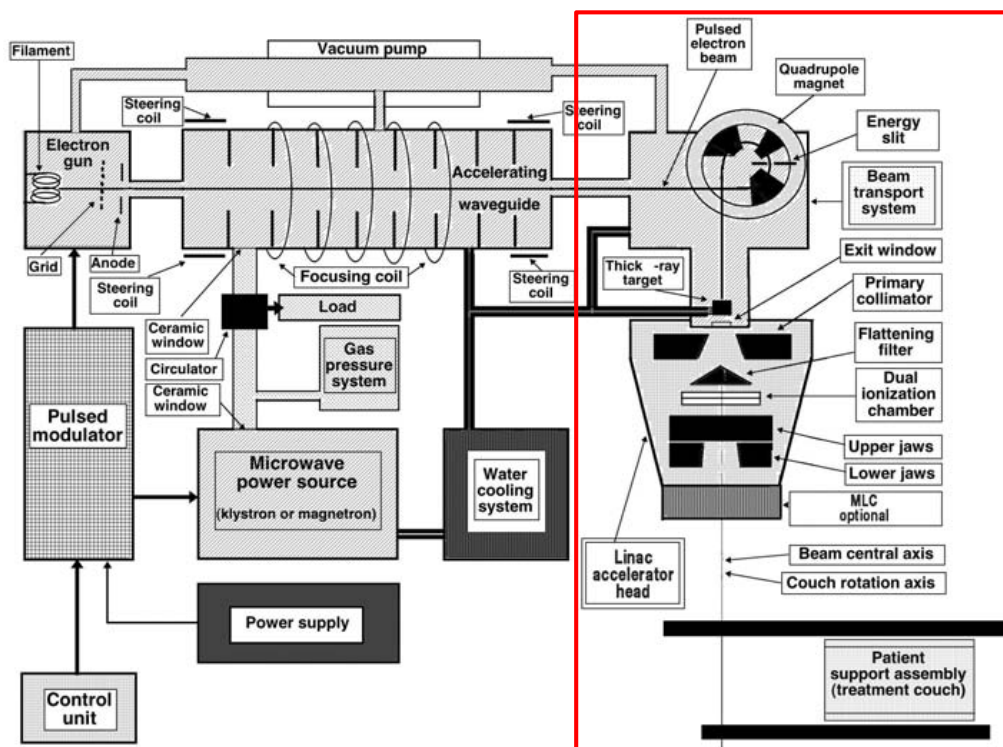 Vacuum pump
Filament
Steering
coil
Steering
coil
Pulsed
electron
beam
Quadrupole
magnet
Energy
slit
Electron
gun
Accelerating
waveguide
Beam
transport
system
Grid
Anode
Steering
coil
Focusing coil
Steering
coil
Thick -ray
target
Exit window
Primary
collimator
Ceramic
window
Load
Circulator
Gas
pressure
system
Flattening
filter
Dual
ionization
chamber
Ceramic
window
Pulsed
modulator
Upper jaws
Lower jaws
Microwave
power source
(klystron or magnetron)
Water
cooling
system
MLC
optional
Linac
accelerator
head
Beam central axis
Couch rotation axis
Power supply
Patient
support assembly
(treatment couch)
Control
unit